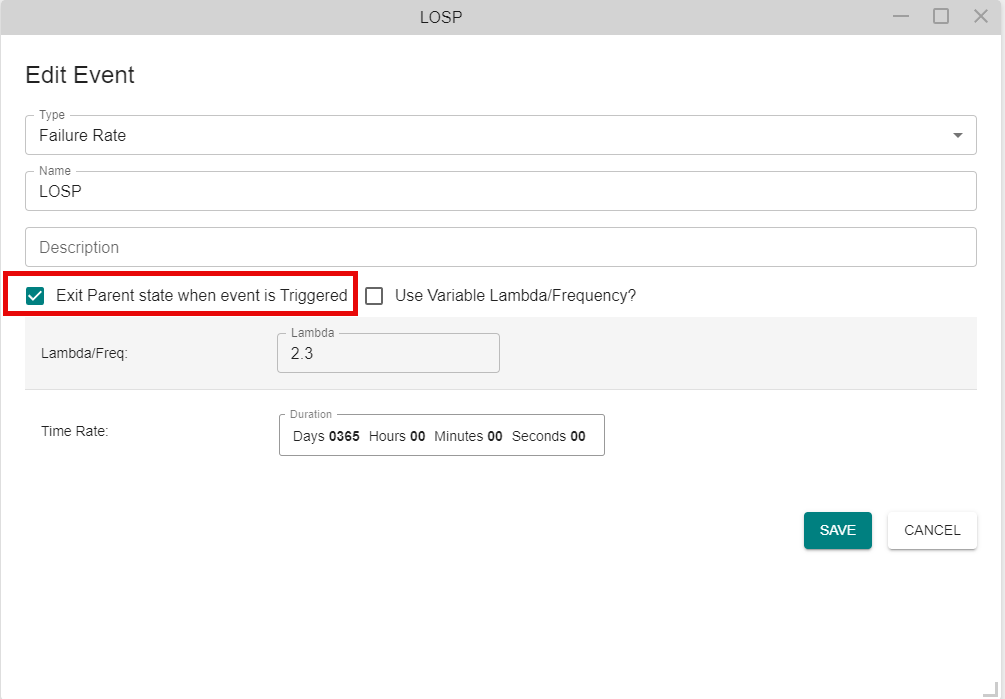 LOSP
Edit Event
Type
Failure Rate
Name
LOSP
Description
Exit Parent state when event is Triggered Use Variable Lambda/Frequency?
Lambda
Lambda/Freq: 2.3
Duration
Time Rate: Days 0365 Hours 00 Minutes 00 Seconds 00
SAVE CANCEL